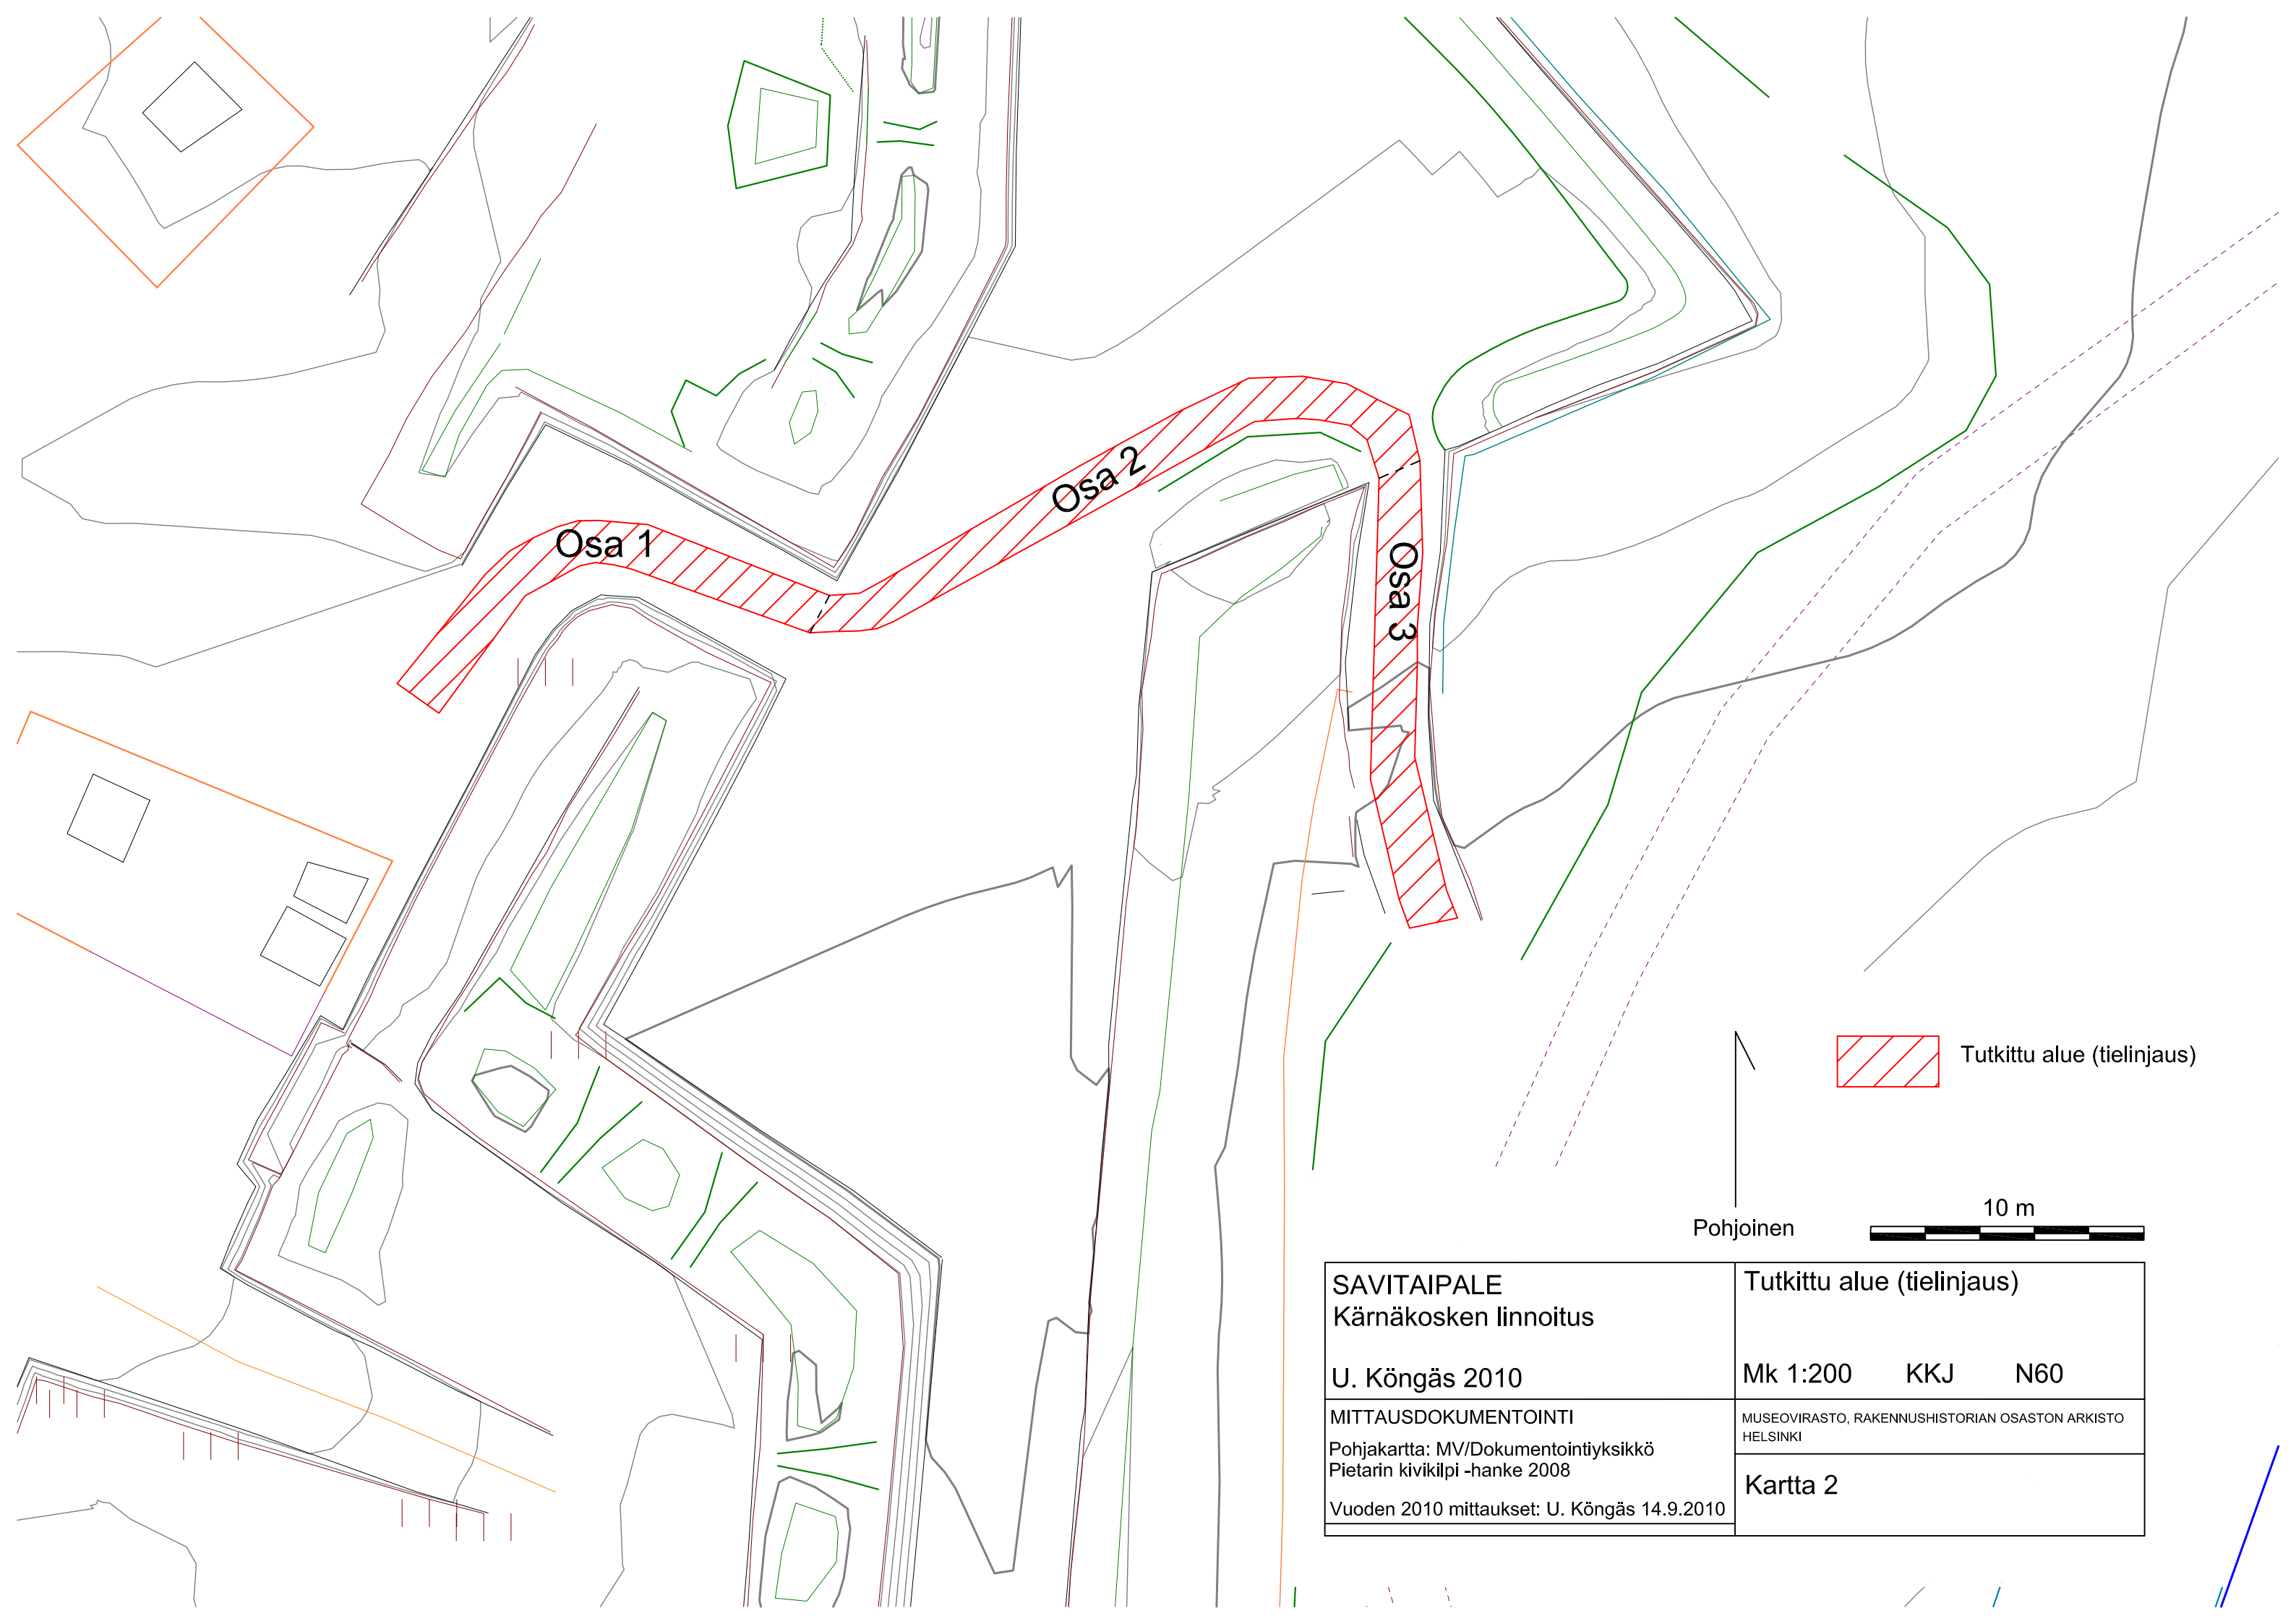 Osa 1
Osa 2
Osa 3
Tutkittu alue (tielinjaus)
Pohjoinen
10 m
SAVITAIPALE
Kärnäkosken linnoitus
U. Köngäs 2010
Tutkittu alue (tielinjaus)
Mk 1:200 KKJ N60
MITTAUSDOKUMENTOINTI
Pohjakartta: MV/Dokumentointiyksikkö
Pietarin kivikilpi -hanke 2008
Vuoden 2010 mittaukset: U. Köngäs 14.9.2010
MUSEOVIRASTO, RAKENNUSHISTORIAN OSASTON ARKISTO
HELSINKI
Kartta 2